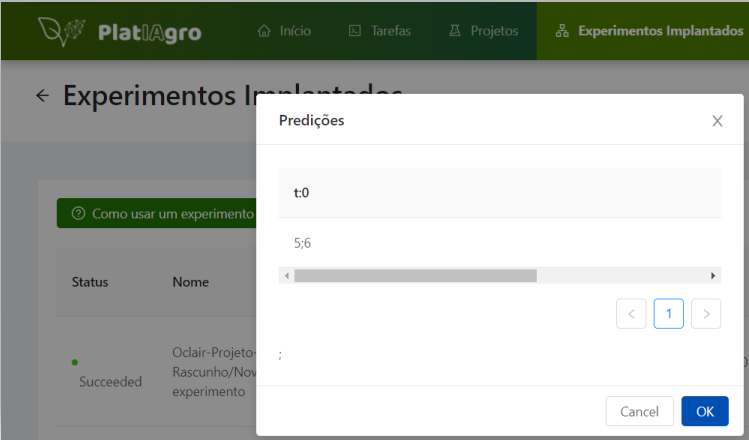 PlatIAgro
Início
Tarefas
Projetos
Experimentos Implantados
Experimentos Implantados
Predições
t:0
Como usar um experimento
5;6
Status
Nome
1
Oclair-Projeto-
Rascunho/Nov
experimento
Succeeded
;
Cancel
OK